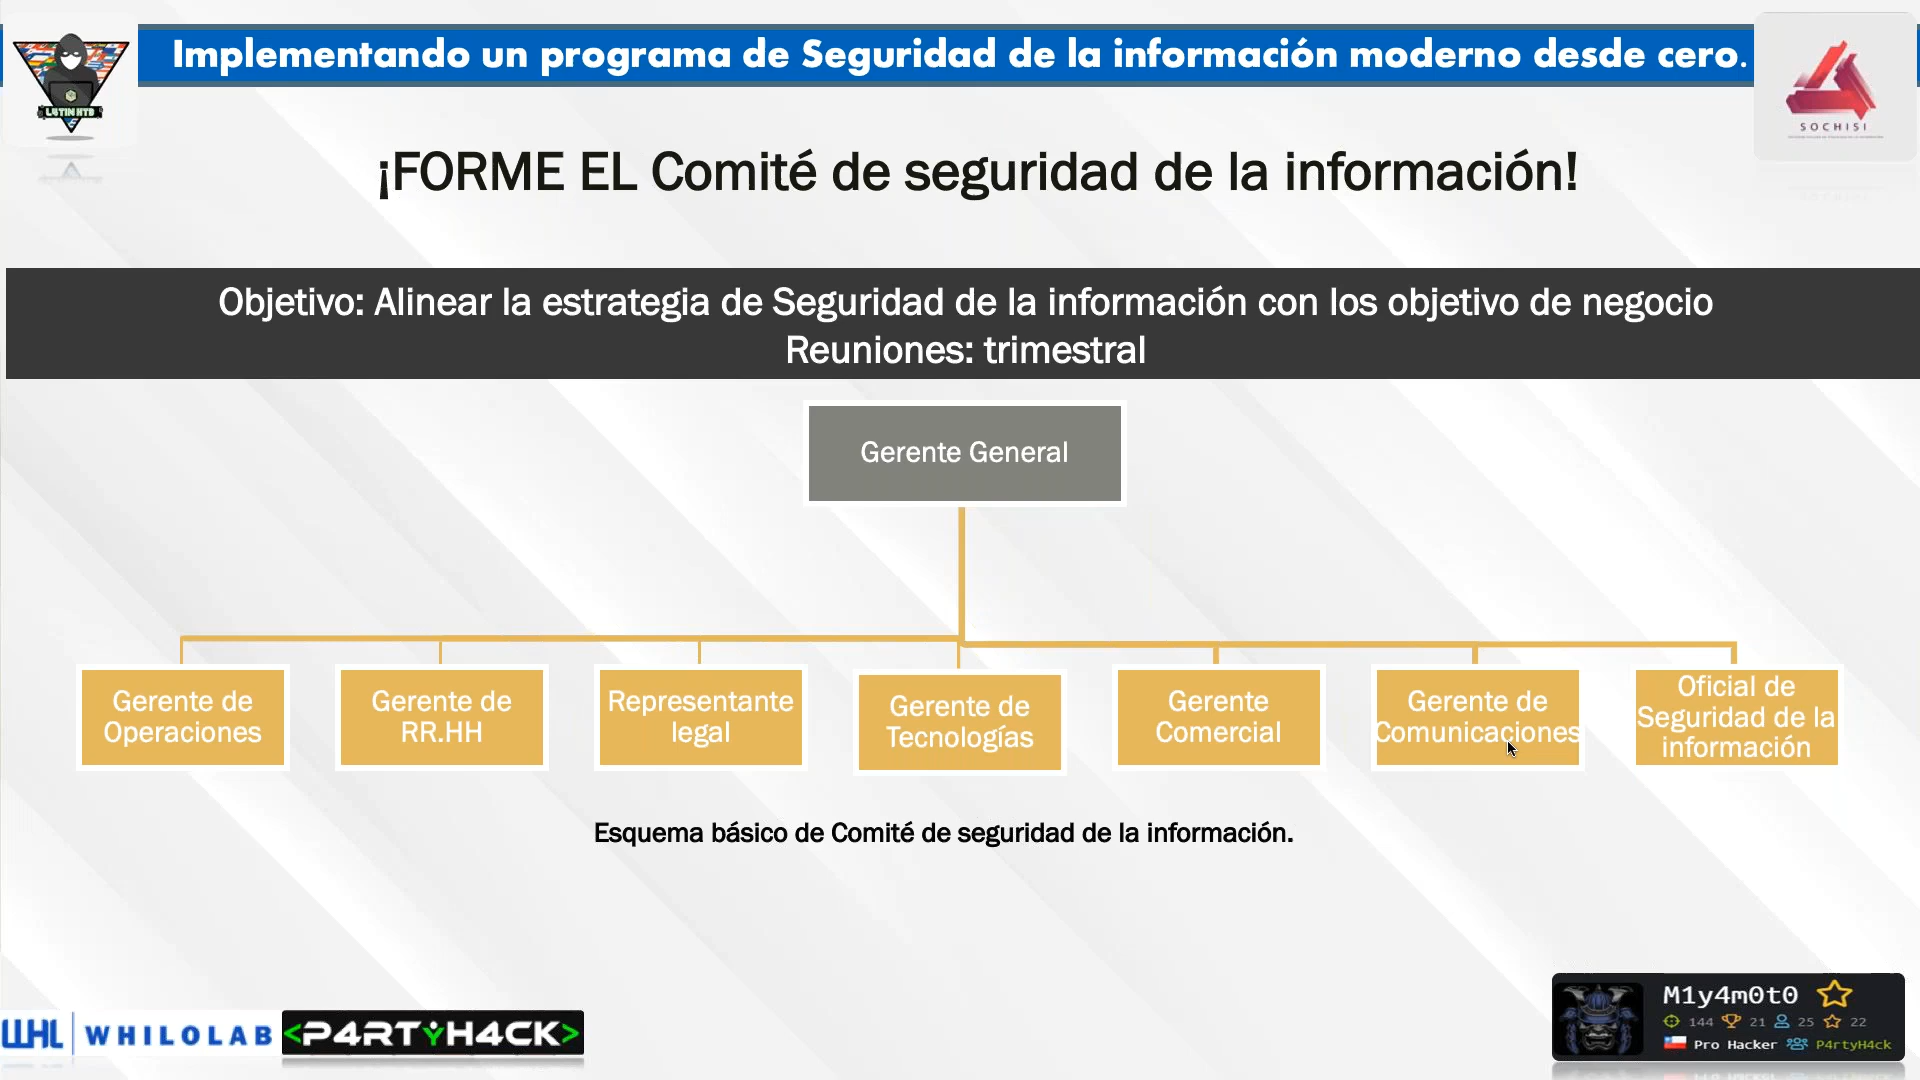 Implementando un programa de Seguridad de la información moderno desde cero.
LATIN HTB
SOCHISI
¡FORME EL Comité de seguridad de la información!
Objetivo: Alinear la estrategia de Seguridad de la información con los objetivo de negocio
Reuniones: trimestral
Gerente General
Gerente de
Operaciones
Gerente de
RR.HH
Representante
legal
Gerente de
Tecnologías
Gerente
Comercial
Gerente de
Comunicaciones
Oficial de
Seguridad de la
información
Esquema básico de Comité de seguridad de la información.
WHL WHILOLAB
<P4RTYH4CK>
M1y4m0t0
144 21 25 22
Pro Hacker P4rtyH4ck